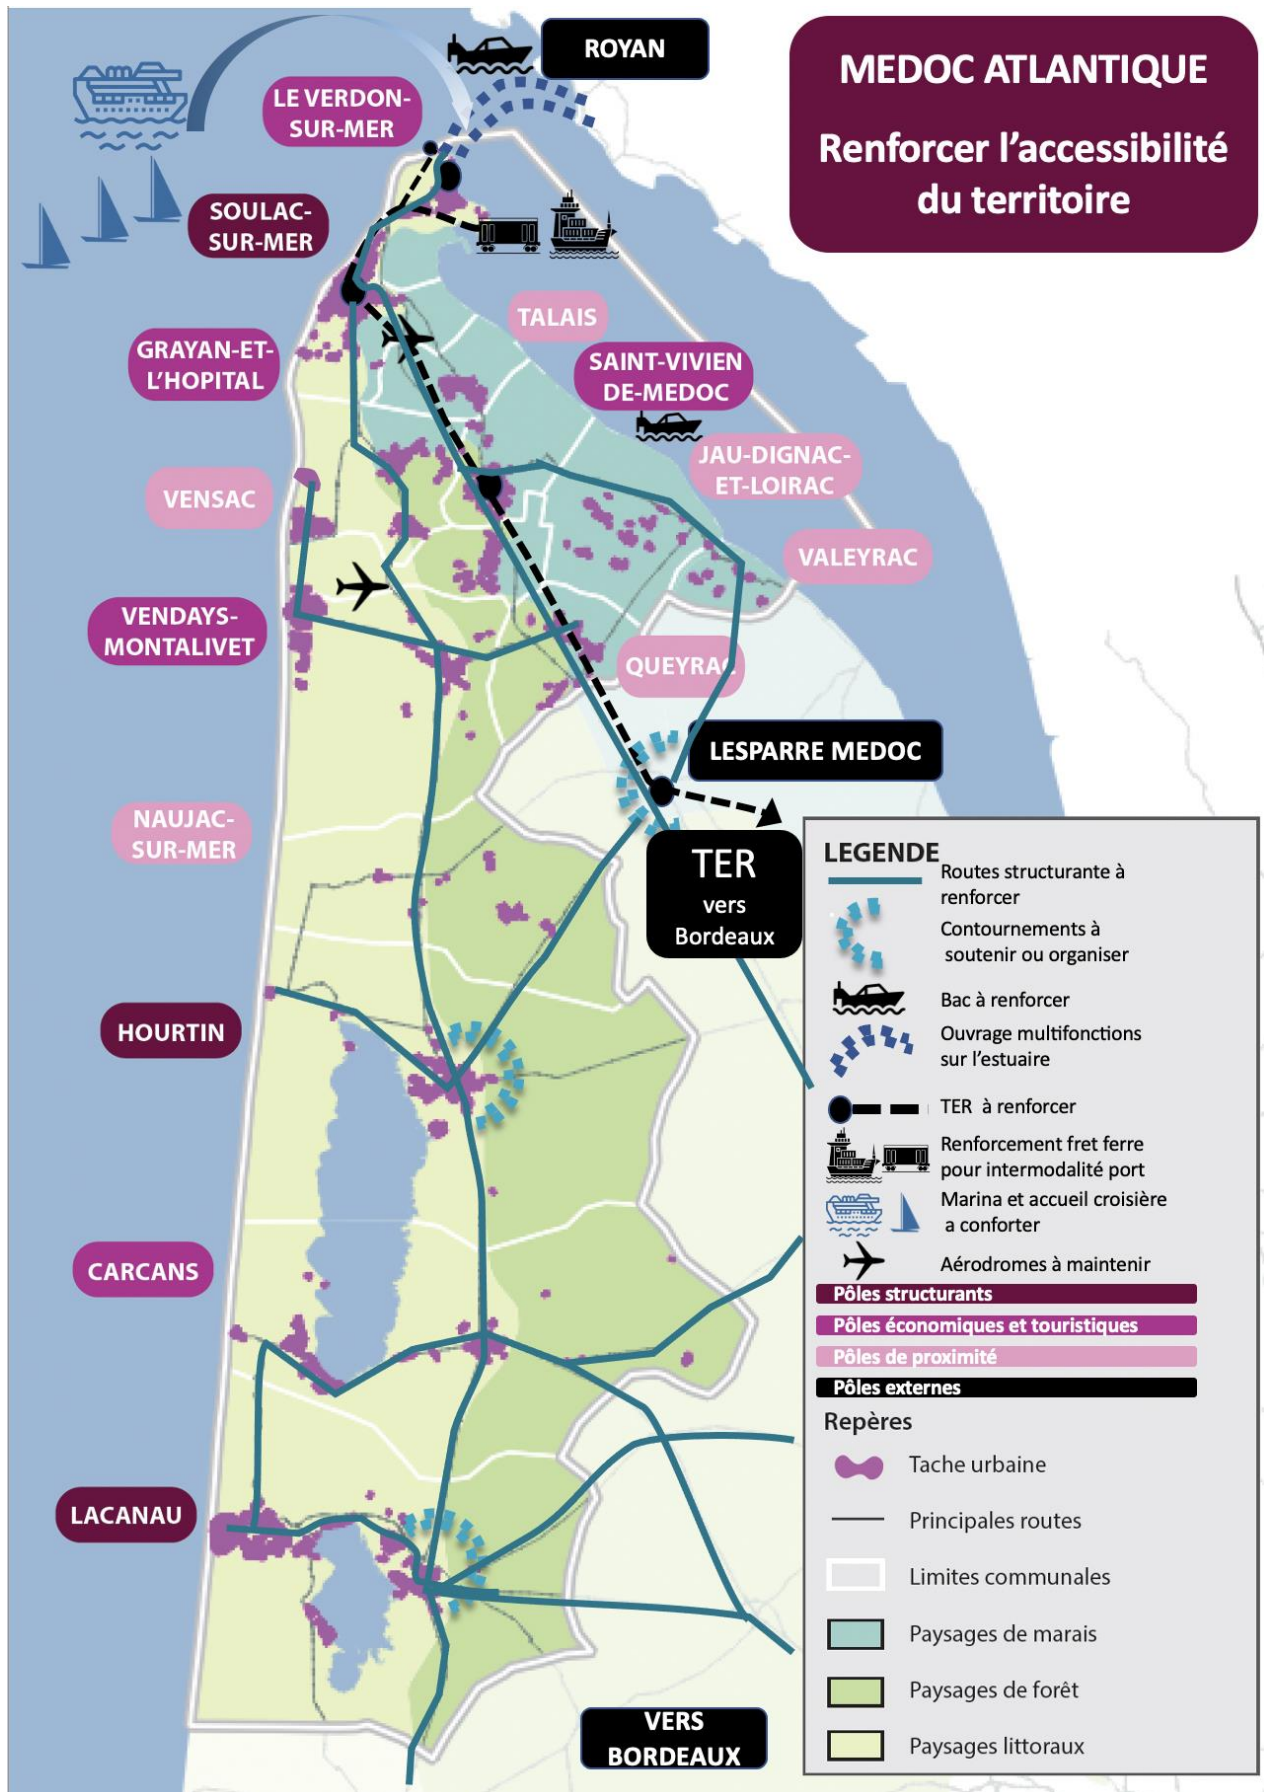 MEDOC ATLANTIQUE
Renforcer l'accessibilité
du territoire
ROYAN
LE VERDON-
SUR-MER
SOULAC-
SUR-MER
TALAIS
GRAYAN-ET-
L'HOPITAL
SAINT-VIVIEN
DE-MEDOC
JAU-DIGNAC-
ET-LOIRAC
VENSAC
VALEYRAC
VENDAYS-
MONTALIVET
QUEYRAC
LESPARRE MEDOC
NAUJAC-
SUR-MER
TER
vers
Bordeaux
HOURTIN
CARCANS
LACANAU
VERS
BORDEAUX
LEGENDE
Routes structurante à
renforcer
Contournements à
soutenir ou organiser
Bac à renforcer
Ouvrage multifonctions
sur l'estuaire
TER à renforcer
Renforcement fret ferre
pour intermodalité port
Marina et accueil croisière
a conforter
Aérodromes à maintenir
Pôles structurants
Pôles économiques et touristiques
Pôles de proximité
Pôles externes
Repères
Tache urbaine
Principales routes
Limites communales
Paysages de marais
Paysages de forêt
Paysages littoraux